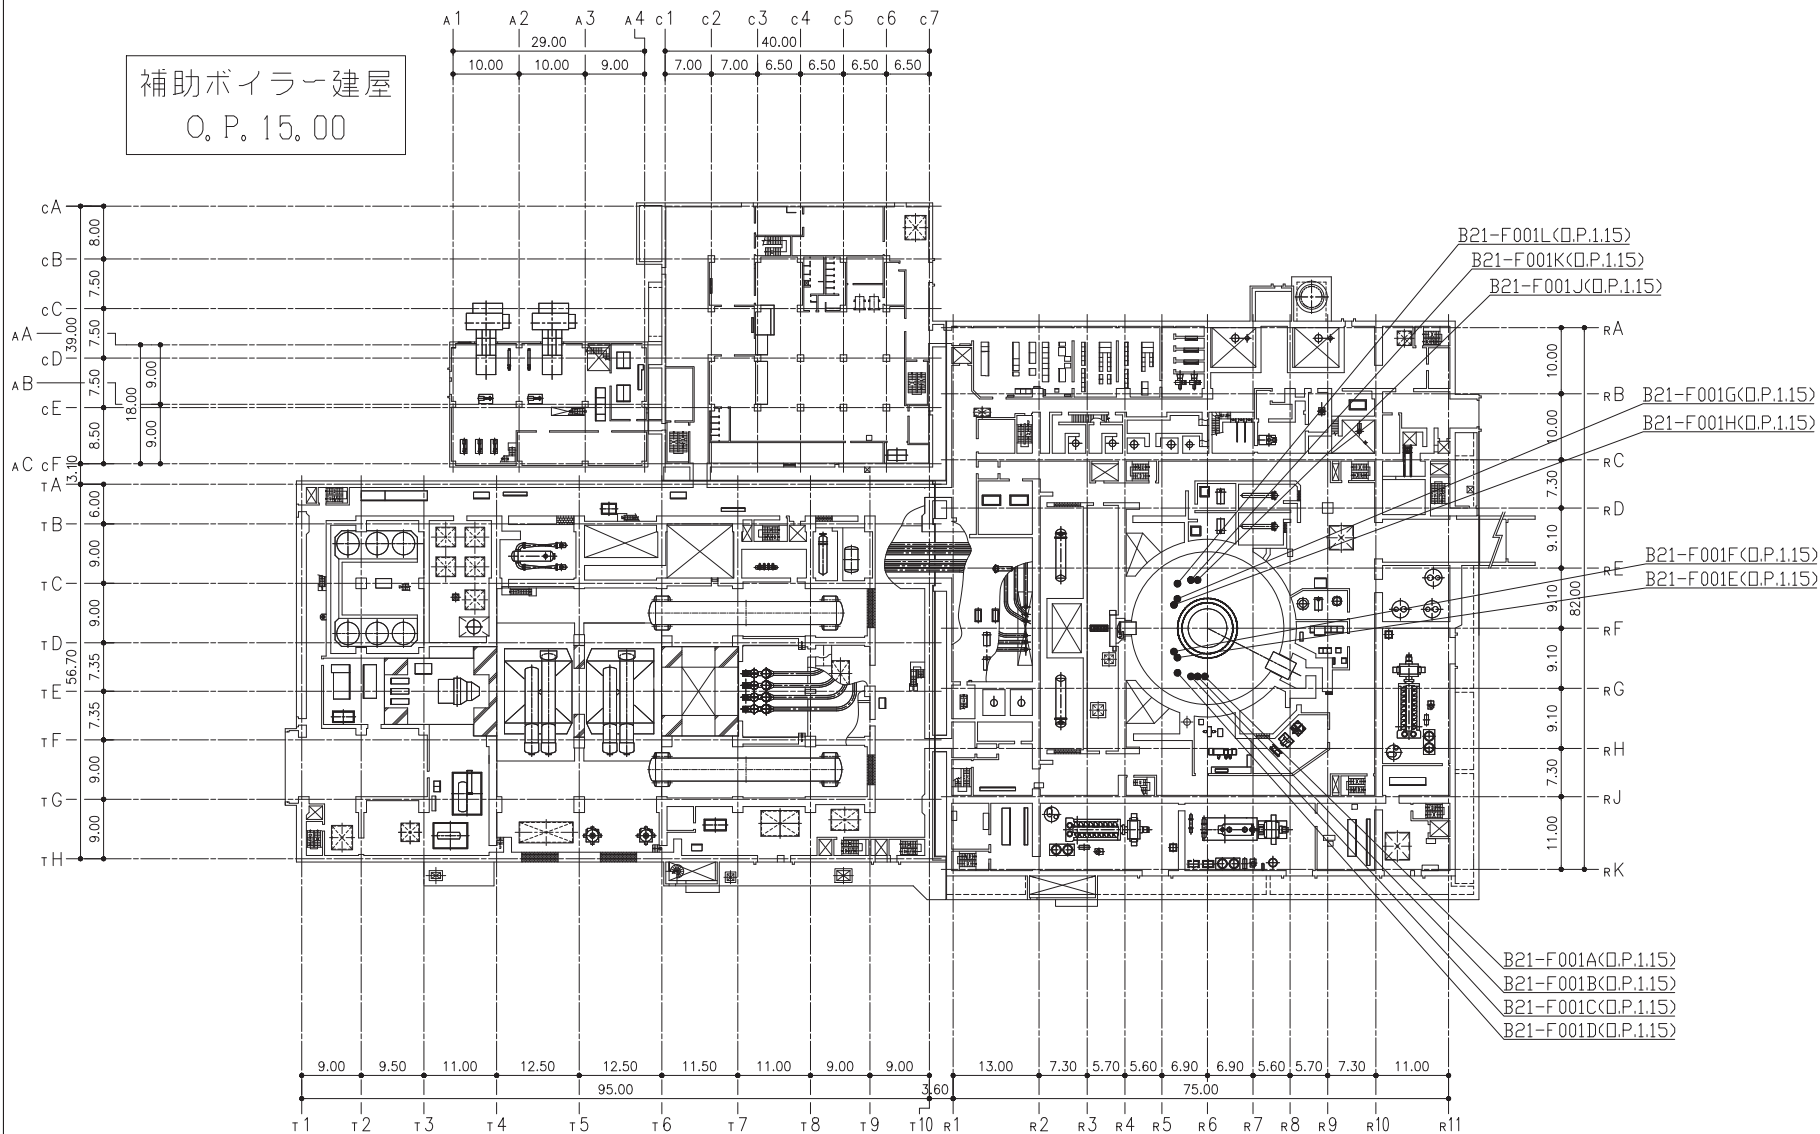 A1 A2 A3 A4 C1 C2 C3 C4 C5 C6 C7
29.00 40.00
10.00 10.00 9.00 7.00 7.00 6.50 6.50 6.50 6.50
補助ボイラー建屋
O.P.15.00
CA
8.00
CB
7.50
CC
AA
39.00
7.50
CD
AB
7.50
9.00
18.00
CE
8.50
9.00
AC CF
3.10
TA
6.00
TB
9.00
TC
9.00
TD
7.35
56.70
TE
7.35
TF
9.00
TG
9.00
TH
B21-F001L(O.P.1.15)
B21-F001K(O.P.1.15)
B21-F001J(O.P.1.15)
B21-F001G(O.P.1.15)
B21-F001H(O.P.1.15)
B21-F001F(O.P.1.15)
B21-F001E(O.P.1.15)
RA
10.00
RB
10.00
RC
7.30
RD
9.10
RE
9.10
82.00
RF
9.10
RG
9.10
RH
7.30
RJ
11.00
RK
B21-F001A(O.P.1.15)
B21-F001B(O.P.1.15)
B21-F001C(O.P.1.15)
B21-F001D(O.P.1.15)
9.00 9.50 11.00 12.50 12.50 11.50 11.00 9.00 9.00 13.00 7.30 5.70 5.60 6.90 6.90 5.60 5.70 7.30 11.00
95.00 3.60 75.00
T1 T2 T3 T4 T5 T6 T7 T8 T9 T10 R1 R2 R3 R4 R5 R6 R7 R8 R9 R10 R11